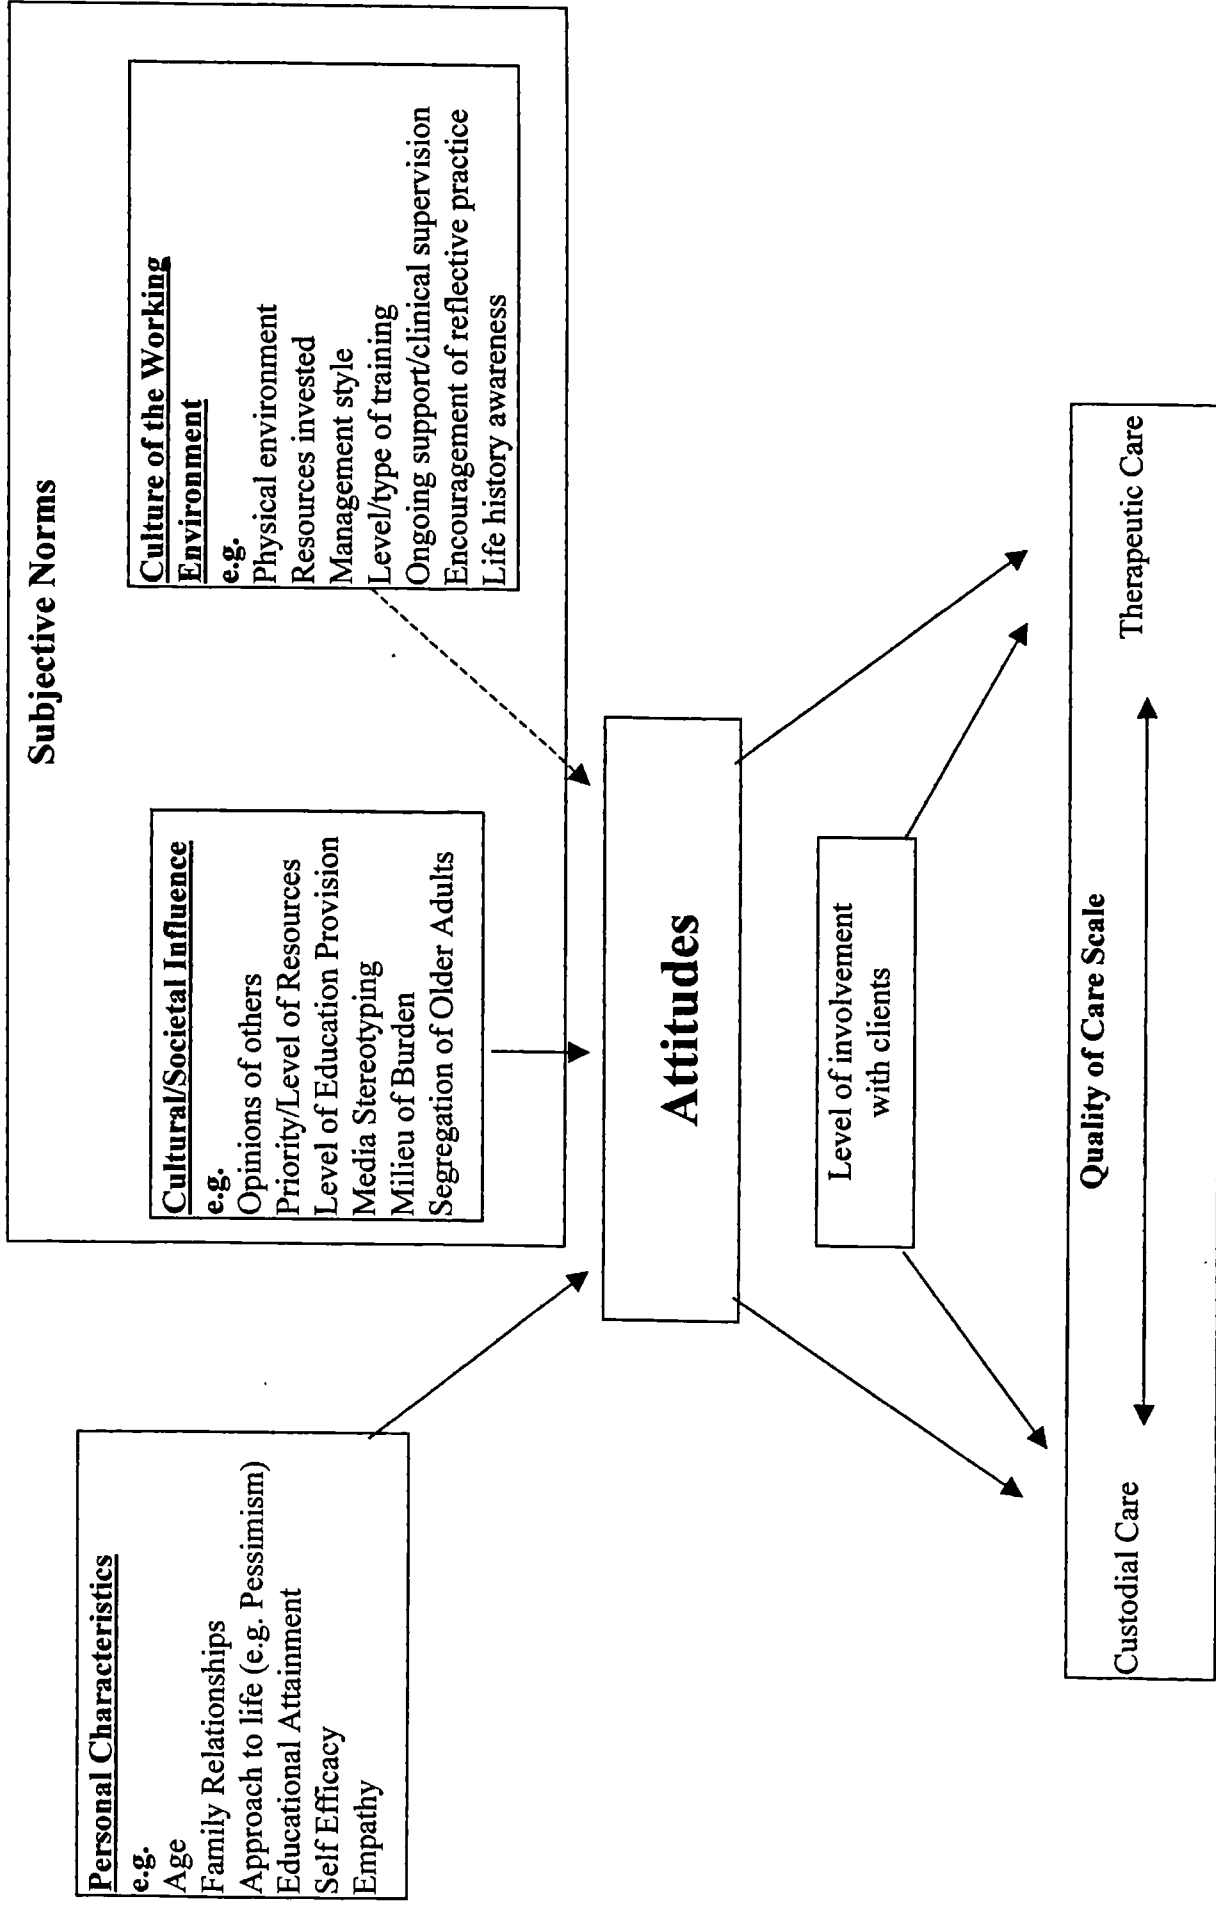 Subjective Norms
Personal Characteristics
e.g.
Age
Family Relationships
Approach to life (e.g. Pessimism)
Educational Attainment
Self Efficacy
Empathy
Cultural/Societal Influence
e.g.
Opinions of others
Priority/Level of Resources
Level of Education Provision
Media Stereotyping
Milieu of Burden
Segregation of Older Adults
Culture of the Working
Environment
e.g.
Physical environment
Resources invested
Management style
Level/type of training
Ongoing support/clinical supervision
Encouragement of reflective practice
Life history awareness
Attitudes
Level of involvement
with clients
Quality of Care Scale
Custodial Care
Therapeutic Care